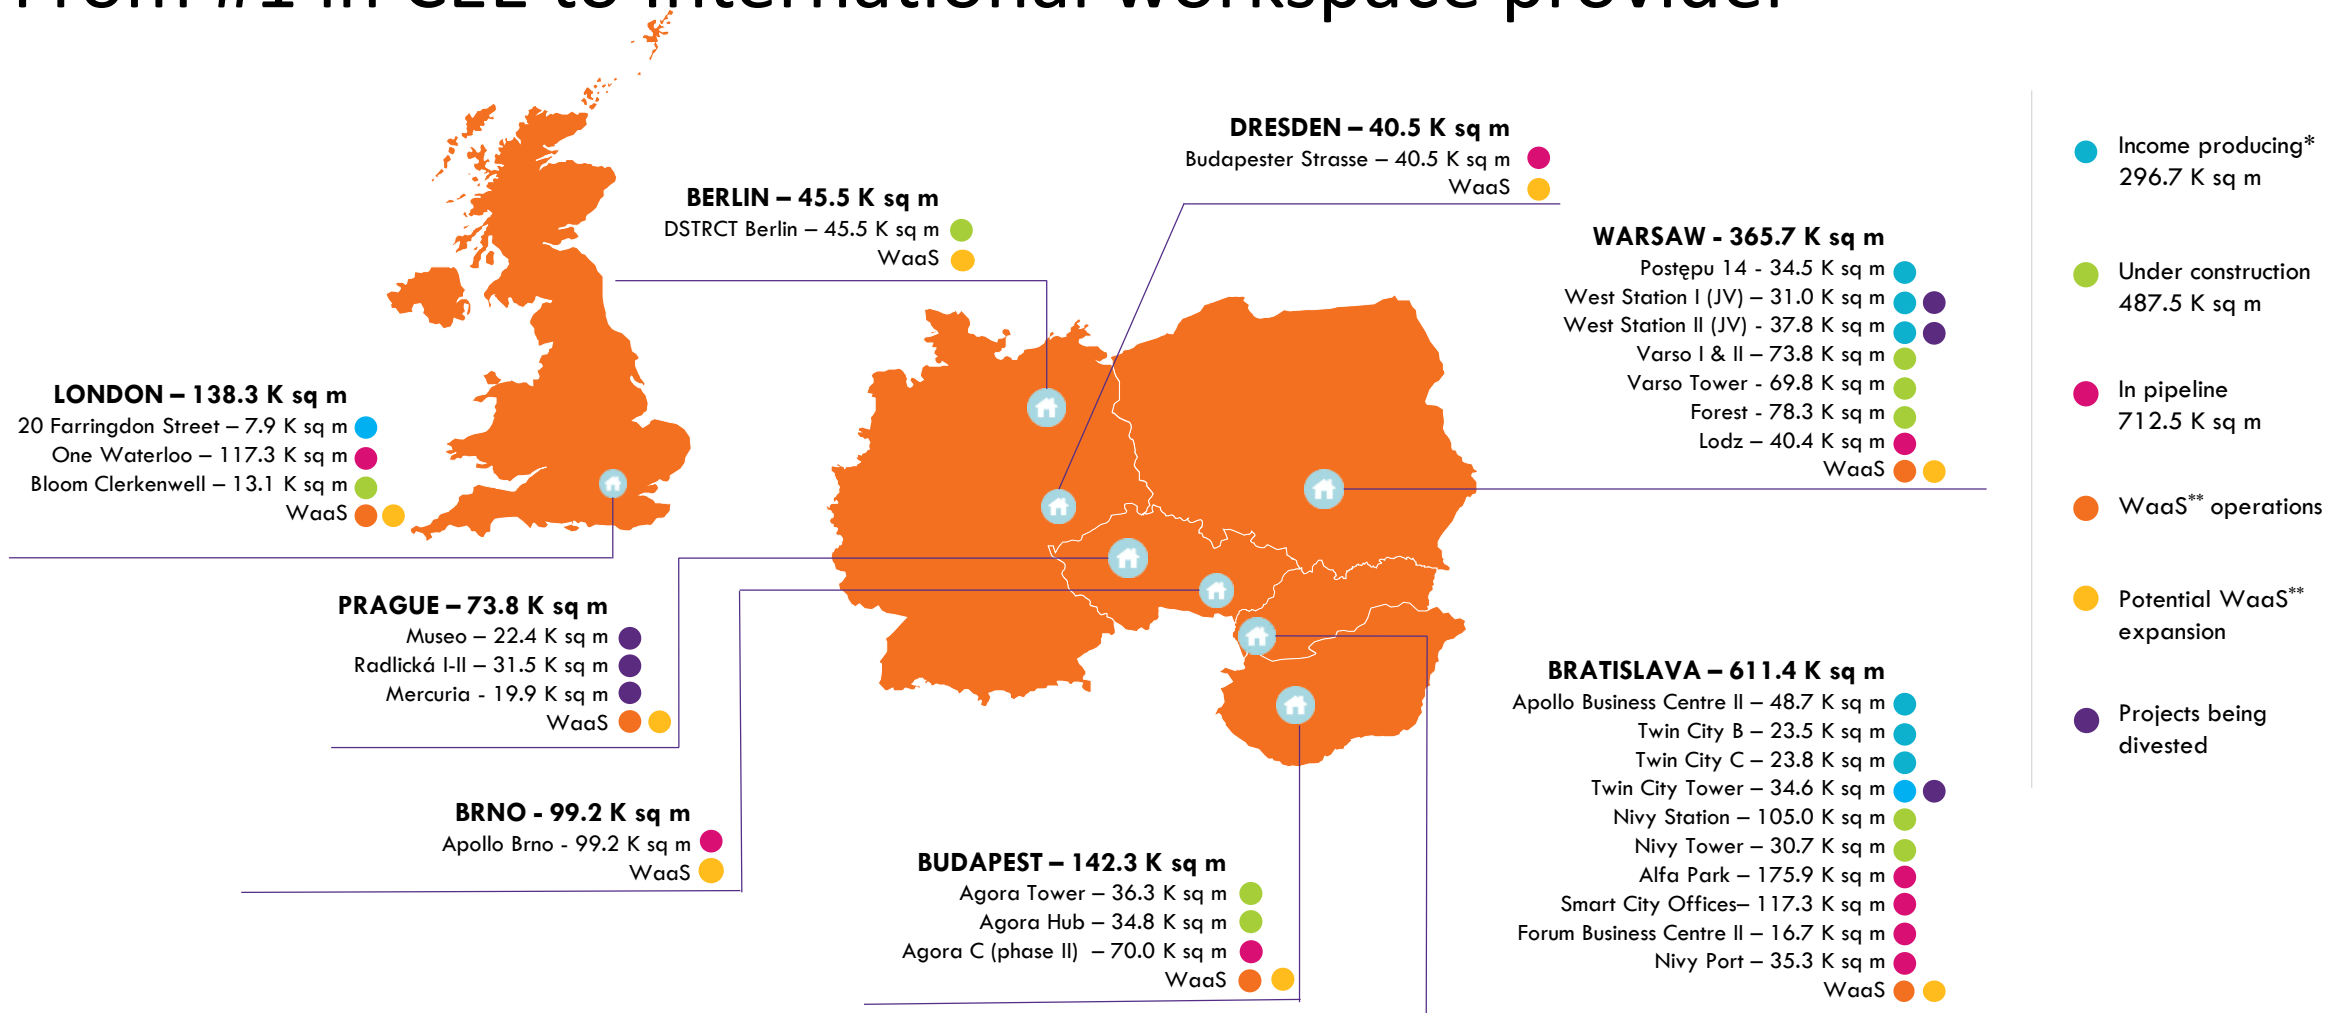 From #1 in CEE to international workspace provider
DRESDEN – 40.5 K sq m
Budapester Strasse – 40.5 K sq m
WaaS
BERLIN – 45.5 K sq m
DSTRCT Berlin – 45.5 K sq m
WaaS
WARSAW - 365.7 K sq m
Postępu 14 - 34.5 K sq m
West Station I (JV) – 31.0 K sq m
West Station II (JV) - 37.8 K sq m
Varso I & II – 73.8 K sq m
Varso Tower - 69.8 K sq m
Forest - 78.3 K sq m
Lodz – 40.4 K sq m
WaaS
LONDON – 138.3 K sq m
20 Farringdon Street – 7.9 K sq m
One Waterloo – 117.3 K sq m
Bloom Clerkenwell – 13.1 K sq m
WaaS
PRAGUE – 73.8 K sq m
Museo – 22.4 K sq m
Radlická I-II – 31.5 K sq m
Mercuria - 19.9 K sq m
WaaS
BRNO - 99.2 K sq m
Apollo Brno - 99.2 K sq m
WaaS
BUDAPEST – 142.3 K sq m
Agora Tower – 36.3 K sq m
Agora Hub – 34.8 K sq m
Agora C (phase II) – 70.0 K sq m
WaaS
BRATISLAVA – 611.4 K sq m
Apollo Business Centre II – 48.7 K sq m
Twin City B – 23.5 K sq m
Twin City C – 23.8 K sq m
Twin City Tower – 34.6 K sq m
Nivy Station – 105.0 K sq m
Nivy Tower – 30.7 K sq m
Alfa Park – 175.9 K sq m
Smart City Offices– 117.3 K sq m
Forum Business Centre II – 16.7 K sq m
Nivy Port – 35.3 K sq m
WaaS
Income producing*
296.7 K sq m
Under construction
487.5 K sq m
In pipeline
712.5 K sq m
WaaS** operations
Potential WaaS**
expansion
Projects being
divested